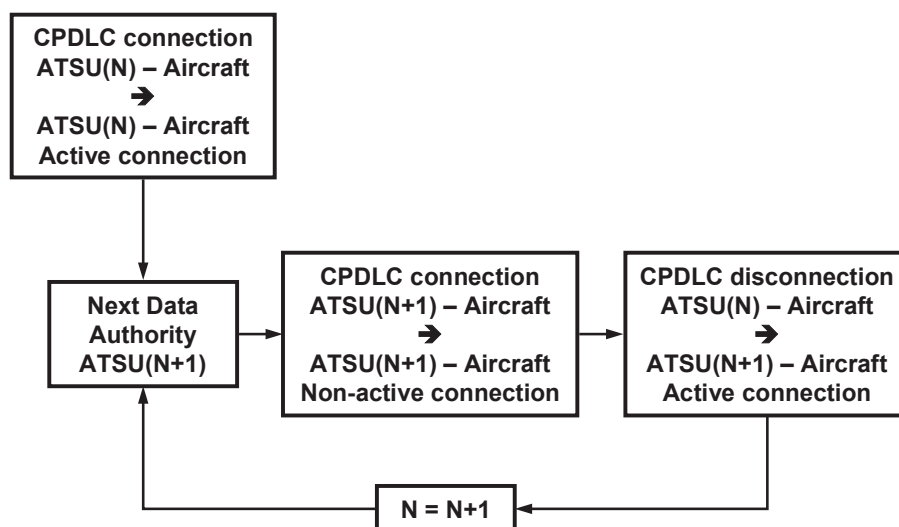 CPDLC connection
ATSU(N) – Aircraft
➔
ATSU(N) – Aircraft
Active connection
Next Data
Authority
ATSU(N+1)
CPDLC connection
ATSU(N+1) – Aircraft
➔
ATSU(N+1) – Aircraft
Non-active connection
CPDLC disconnection
ATSU(N) – Aircraft
➔
ATSU(N+1) – Aircraft
Active connection
N = N+1